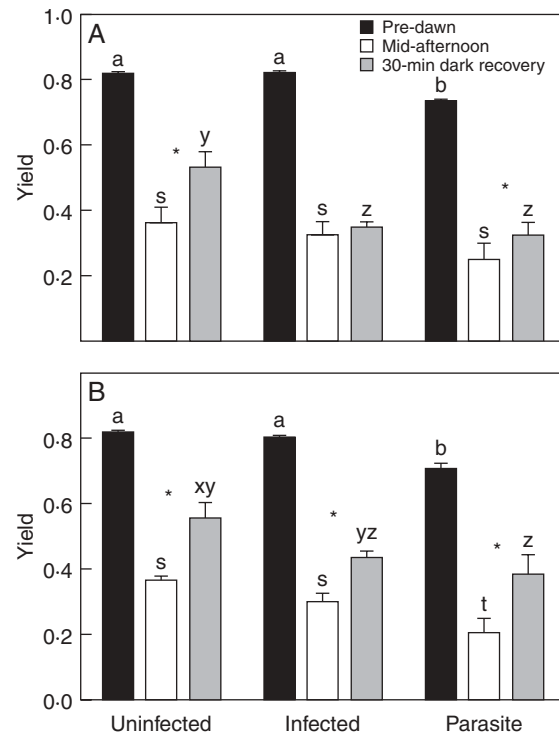 1·0
A
Pre-dawn
Mid-afternoon
30-min dark recovery
a
a
b
0·8
0·6
0·4
0·2
Yield
*
y
s
s
z
*
s
z
B
a
a
b
0·8
0·6
0·4
0·2
0·0
Yield
*
xy
s
*
yz
s
*
z
t
Uninfected Infected Parasite